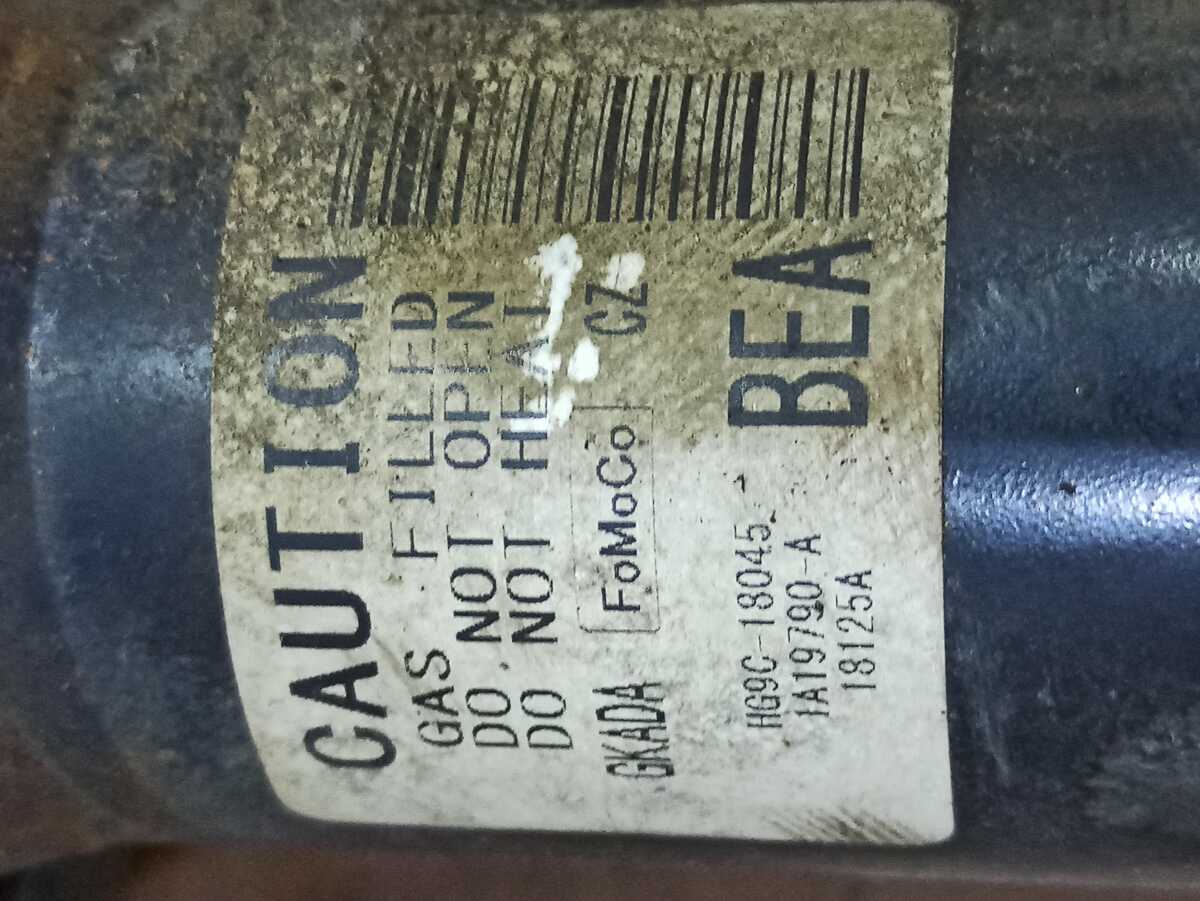 CAUTION
GAS FILLED
DO NOT OPEN
DO NOT HEAT
GKADA FoMoCo CZ
HG9C-18045-
BEA
1A19790-A
18125A